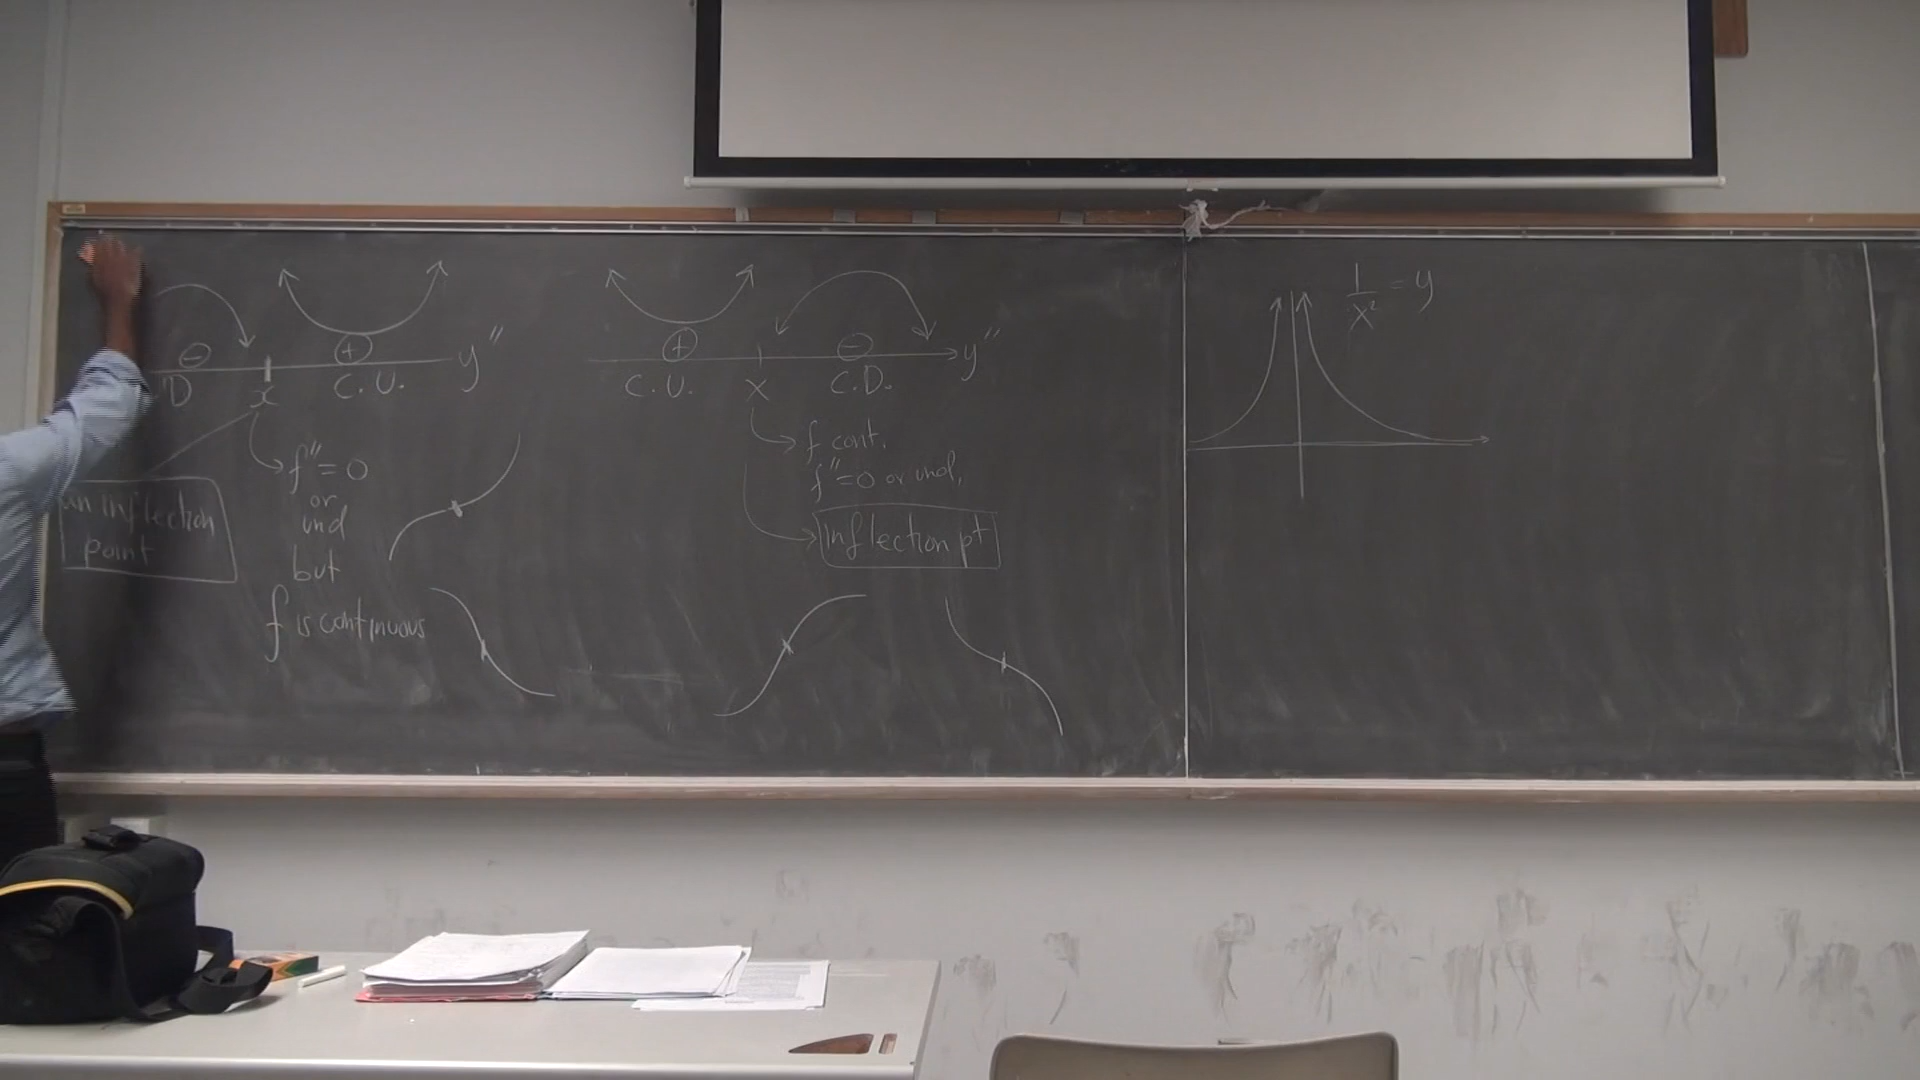 ⊖ ⊕ y''
D x C.U.
f'' = 0
or
und
but
f is continuous
an inflection
point
⊕ ⊖ y''
C.U. x C.D.
f cont.
f'' = 0 or und.
inflection pt
1/x² = y